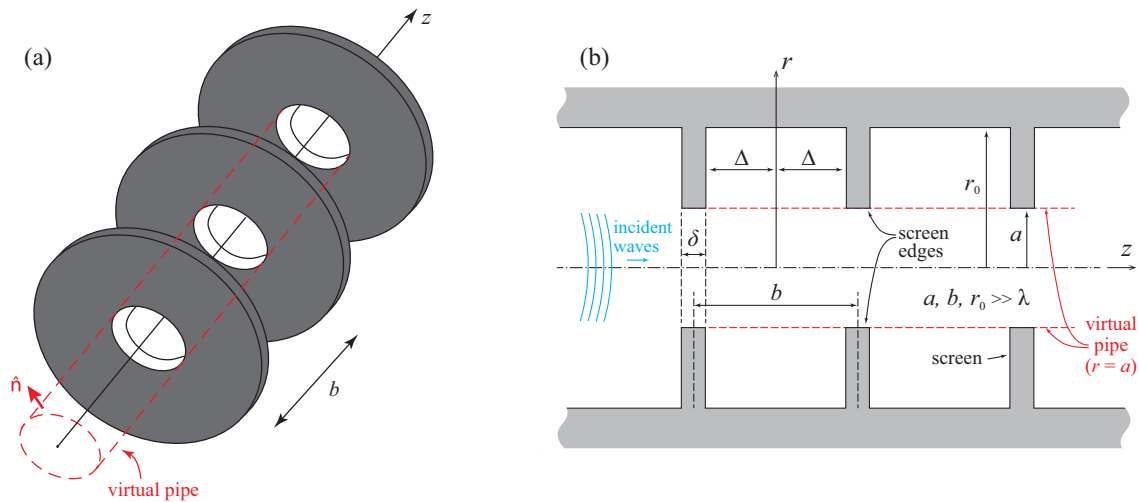 (a)
z
n̂
b
virtual pipe
(b)
r
Δ
Δ
r₀
incident
waves
δ
screen
edges
a
z
b
a, b, r₀ >> λ
virtual
pipe
(r = a)
screen